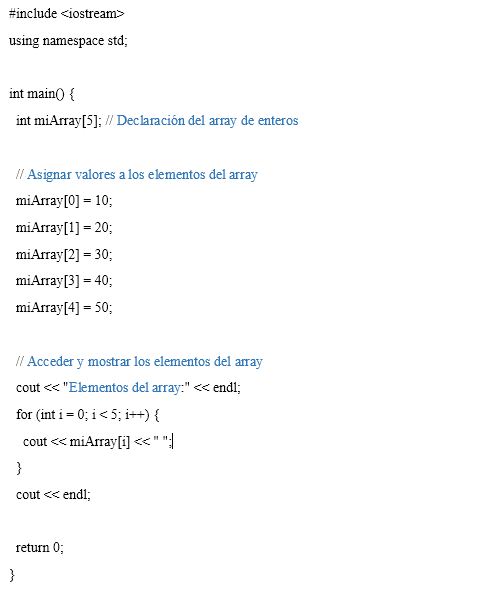 #include <iostream>
using namespace std;
int main() {
int miArray[5]; // Declaración del array de enteros
// Asignar valores a los elementos del array
miArray[0] = 10;
miArray[1] = 20;
miArray[2] = 30;
miArray[3] = 40;
miArray[4] = 50;
// Acceder y mostrar los elementos del array
cout << "Elementos del array:" << endl;
for (int i = 0; i < 5; i++) {
cout << miArray[i] << " ";
}
cout << endl;
return 0;
}